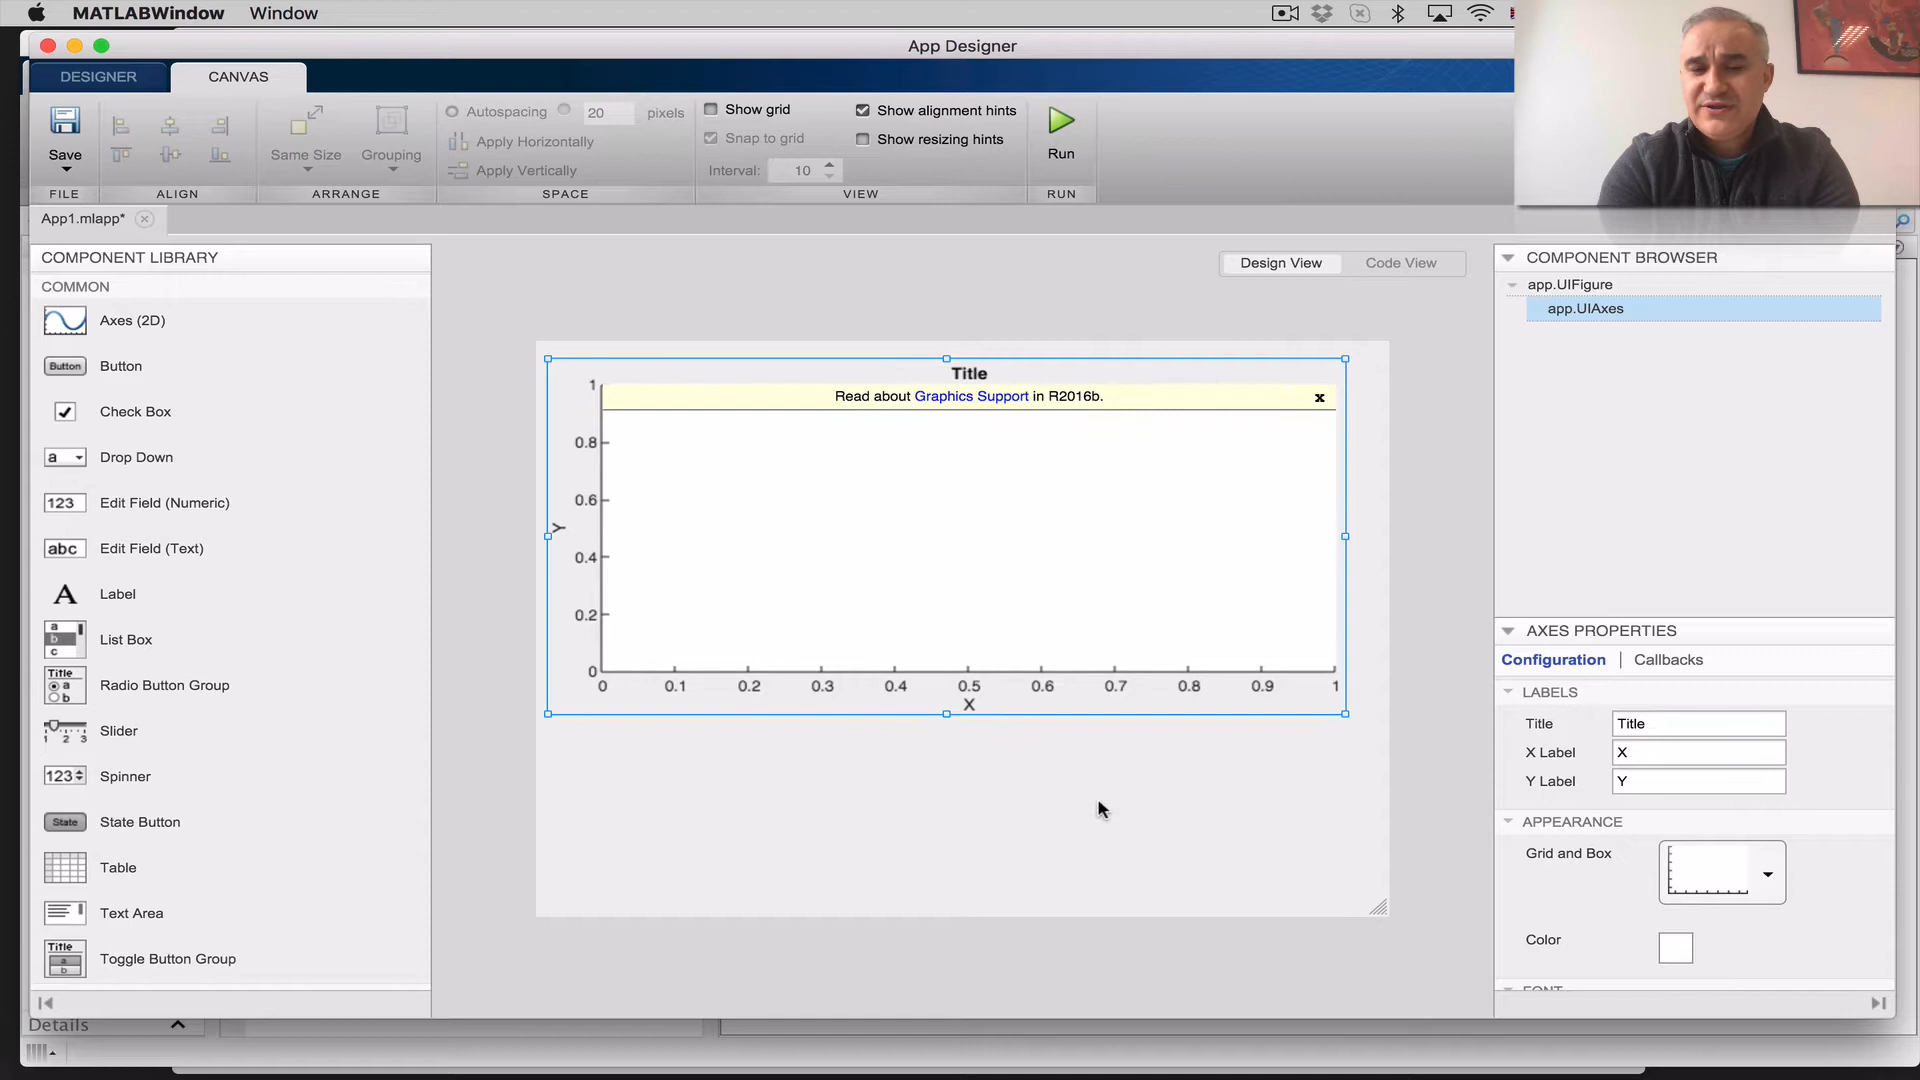 MATLABWindow Window
App Designer
DESIGNER CANVAS
Save
FILE
ALIGN
Same Size Grouping
ARRANGE
Autospacing 20 pixels
Apply Horizontally
Apply Vertically
SPACE
Show grid Show alignment hints
Snap to grid Show resizing hints
Interval: 10
VIEW
Run
RUN
App1.mlapp*
COMPONENT LIBRARY
COMMON
Axes (2D)
Button Button
Check Box
a Drop Down
123 Edit Field (Numeric)
abc Edit Field (Text)
A Label
a
b
c
List Box
Title
a
b
Radio Button Group
1 2 3
Slider
123 Spinner
State State Button
Table
Text Area
Title
a
b
Toggle Button Group
Details
Design View Code View
Title
Read about Graphics Support in R2016b. x
1
0.8
0.6
0.4
0.2
0
Y
0 0.1 0.2 0.3 0.4 0.5 0.6 0.7 0.8 0.9 1
X
COMPONENT BROWSER
app.UIFigure
app.UIAxes
AXES PROPERTIES
Configuration | Callbacks
LABELS
Title Title
X Label X
Y Label Y
APPEARANCE
Grid and Box
Color
FONT